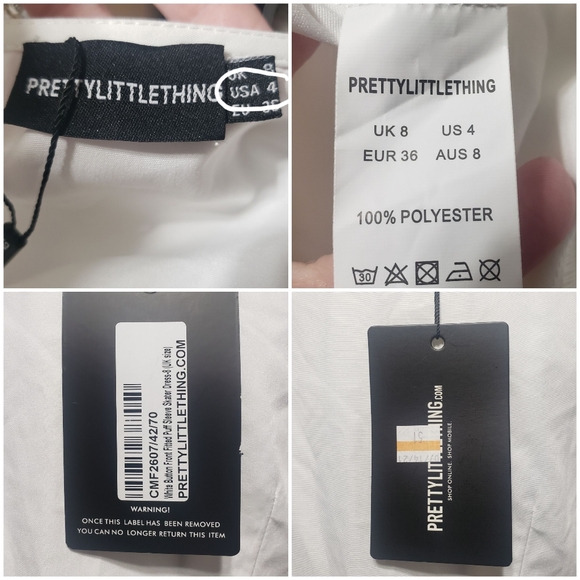 PRETTYLITTLETHING
UK 8
USA 4
EU 36
PRETTYLITTLETHING
UK 8 US 4
EUR 36 AUS 8
100% POLYESTER
30
CMF2607/42/70
White Button Front Fitted Puff Sleeve Skater Dress-8 (UK size)
PRETTYLITTLETHING.COM
WARNING!
ONCE THIS LABEL HAS BEEN REMOVED
YOU CAN NO LONGER RETURN THIS ITEM
PRETTYLITTLETHING.COM
SHOP ONLINE. SHOP MOBILE.